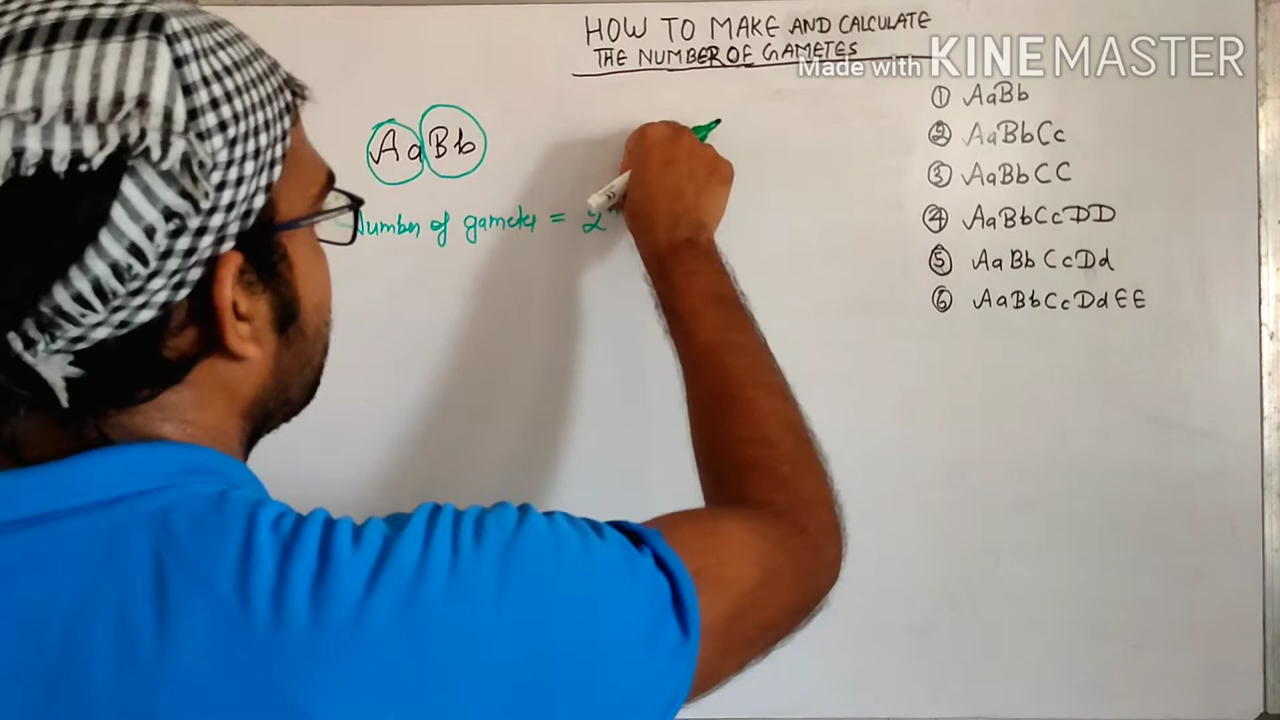 HOW TO MAKE AND CALCULATE
THE NUMBER OF GAMETES
Made with KINEMASTER
AaBb
Number of gametes = 2
① AaBb
② AaBbCc
③ AaBbCC
④ AaBbCcDD
⑤ AaBbCcDd
⑥ AaBbCcDdEE